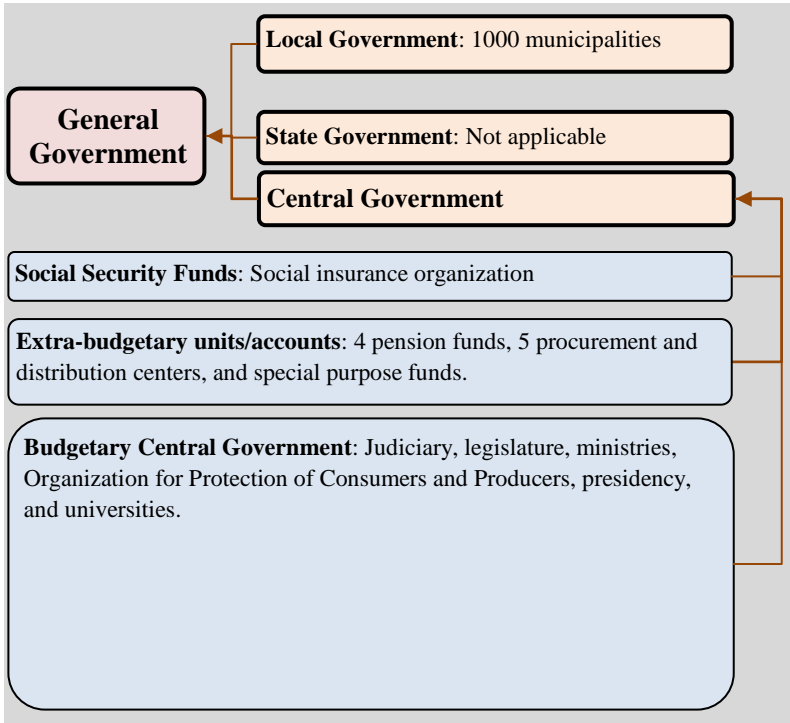 Local Government: 1000 municipalities
General
Government
State Government: Not applicable
Central Government
Social Security Funds: Social insurance organization
Extra-budgetary units/accounts: 4 pension funds, 5 procurement and
distribution centers, and special purpose funds.
Budgetary Central Government: Judiciary, legislature, ministries,
Organization for Protection of Consumers and Producers, presidency,
and universities.